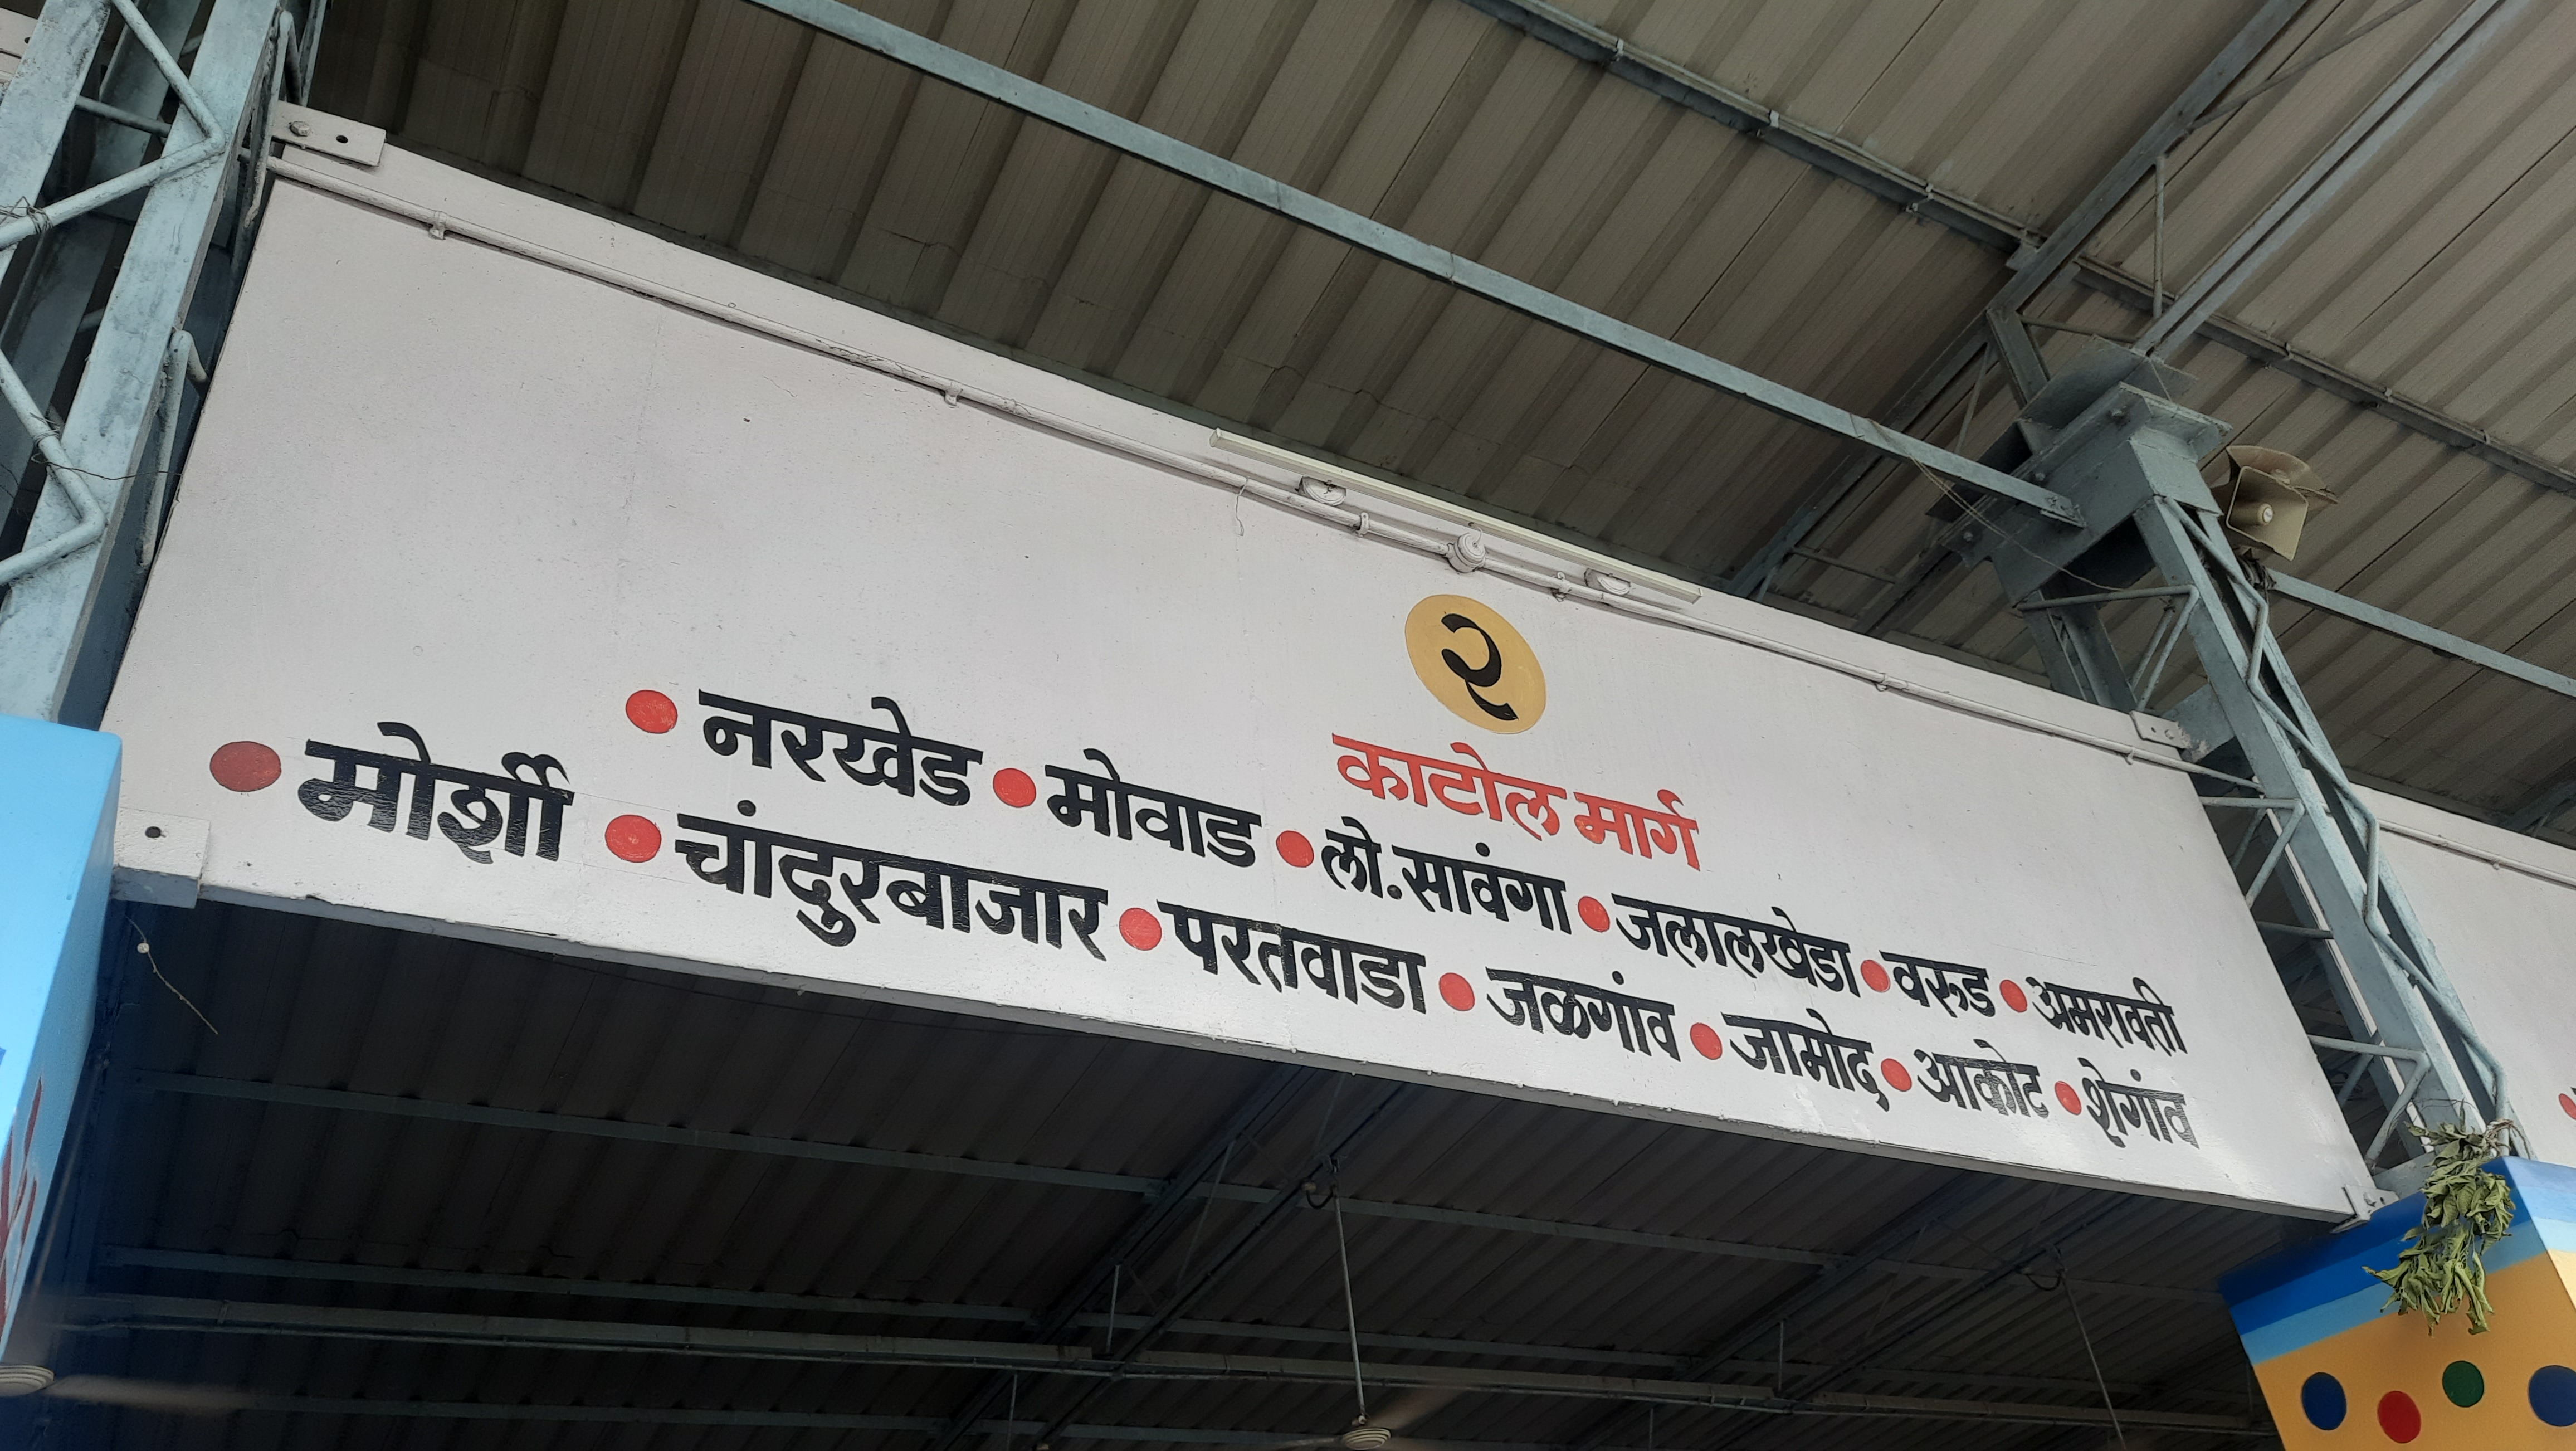 २
काटोल मार्ग
● नरखेड ● मोवाड ● लो.सावंगा ● जलालखेडा ● वरूड ● अमरावती
● मोर्शी ● चांदुरबाजार ● परतवाडा ● जळगांव ● जामोद ● आकोट ● शेगांव